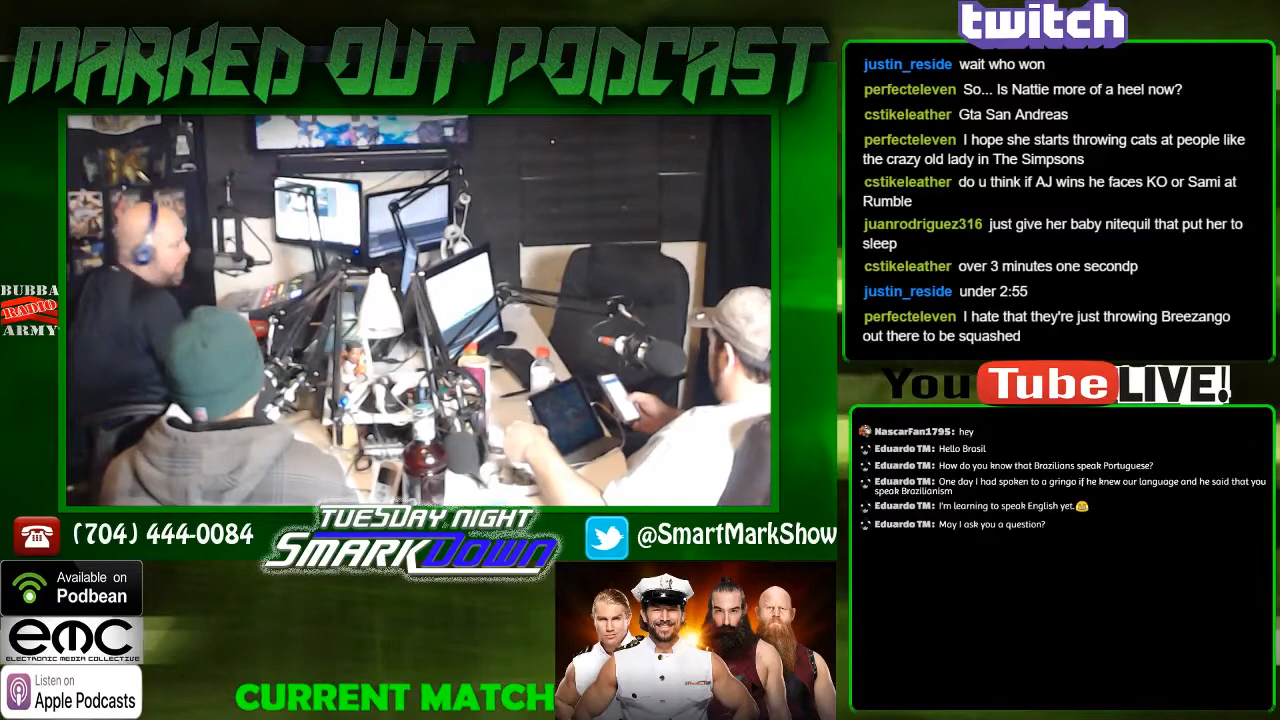 MARKED OUT PODCAST
twitch
justin_reside wait who won
perfecteleven So... Is Nattie more of a heel now?
cstikeleather Gta San Andreas
perfecteleven I hope she starts throwing cats at people like
the crazy old lady in The Simpsons
cstikeleather do u think if AJ wins he faces KO or Sami at
Rumble
juanrodriguez316 just give her baby nitequil that put her to
sleep
cstikeleather over 3 minutes one secondp
justin_reside under 2:55
perfecteleven I hate that they're just throwing Breezango
out there to be squashed
BUBBA
RADIO
ARMY
You Tube LIVE!
NascarFan1795: hey
Eduardo TM: Hello Brasil
Eduardo TM: How do you know that Brazilians speak Portuguese?
Eduardo TM: One day I had spoken to a gringo if he knew our language and he said that you
speak Brazilianism
Eduardo TM: I'm learning to speak English yet.😂
Eduardo TM: May I ask you a question?
(704) 444-0084
TUESDAY NIGHT
SMARKDOWN
@SmartMarkShow
Available on
Podbean
emc
ELECTRONIC MEDIA COLLECTIVE
Listen on
Apple Podcasts
CURRENT MATCH